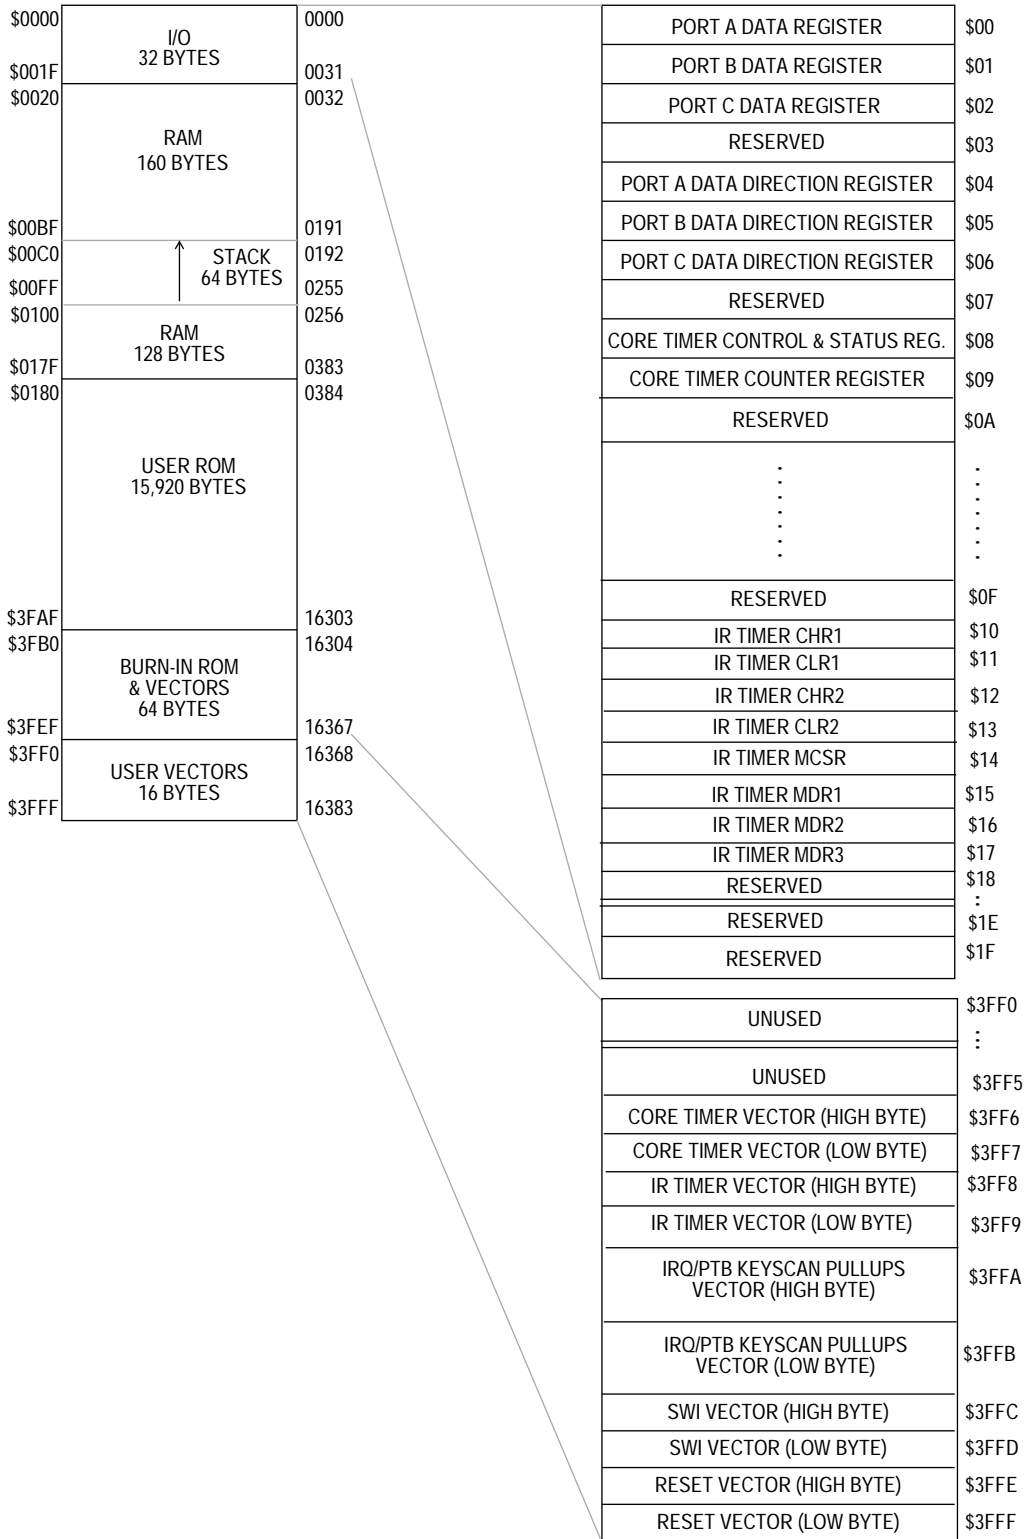 $0000
I/O
32 BYTES
0000
$001F
0031
$0020
0032
RAM
160 BYTES
$00BF
0191
$00C0
STACK
64 BYTES
0192
$00FF
0255
$0100
0256
RAM
128 BYTES
$017F
0383
$0180
0384
USER ROM
15,920 BYTES
$3FAF
16303
$3FB0
16304
BURN-IN ROM
& VECTORS
64 BYTES
$3FEF
16367
$3FF0
16368
USER VECTORS
16 BYTES
$3FFF
16383
PORT A DATA REGISTER $00
PORT B DATA REGISTER $01
PORT C DATA REGISTER $02
RESERVED $03
PORT A DATA DIRECTION REGISTER $04
PORT B DATA DIRECTION REGISTER $05
PORT C DATA DIRECTION REGISTER $06
RESERVED $07
CORE TIMER CONTROL & STATUS REG. $08
CORE TIMER COUNTER REGISTER $09
RESERVED $0A
RESERVED $0F
IR TIMER CHR1 $10
IR TIMER CLR1 $11
IR TIMER CHR2 $12
IR TIMER CLR2 $13
IR TIMER MCSR $14
IR TIMER MDR1 $15
IR TIMER MDR2 $16
IR TIMER MDR3 $17
RESERVED $18
RESERVED $1E
RESERVED $1F
UNUSED $3FF0
UNUSED $3FF5
CORE TIMER VECTOR (HIGH BYTE) $3FF6
CORE TIMER VECTOR (LOW BYTE) $3FF7
IR TIMER VECTOR (HIGH BYTE) $3FF8
IR TIMER VECTOR (LOW BYTE) $3FF9
IRQ/PTB KEYSCAN PULLUPS
VECTOR (HIGH BYTE) $3FFA
IRQ/PTB KEYSCAN PULLUPS
VECTOR (LOW BYTE) $3FFB
SWI VECTOR (HIGH BYTE) $3FFC
SWI VECTOR (LOW BYTE) $3FFD
RESET VECTOR (HIGH BYTE) $3FFE
RESET VECTOR (LOW BYTE) $3FFF